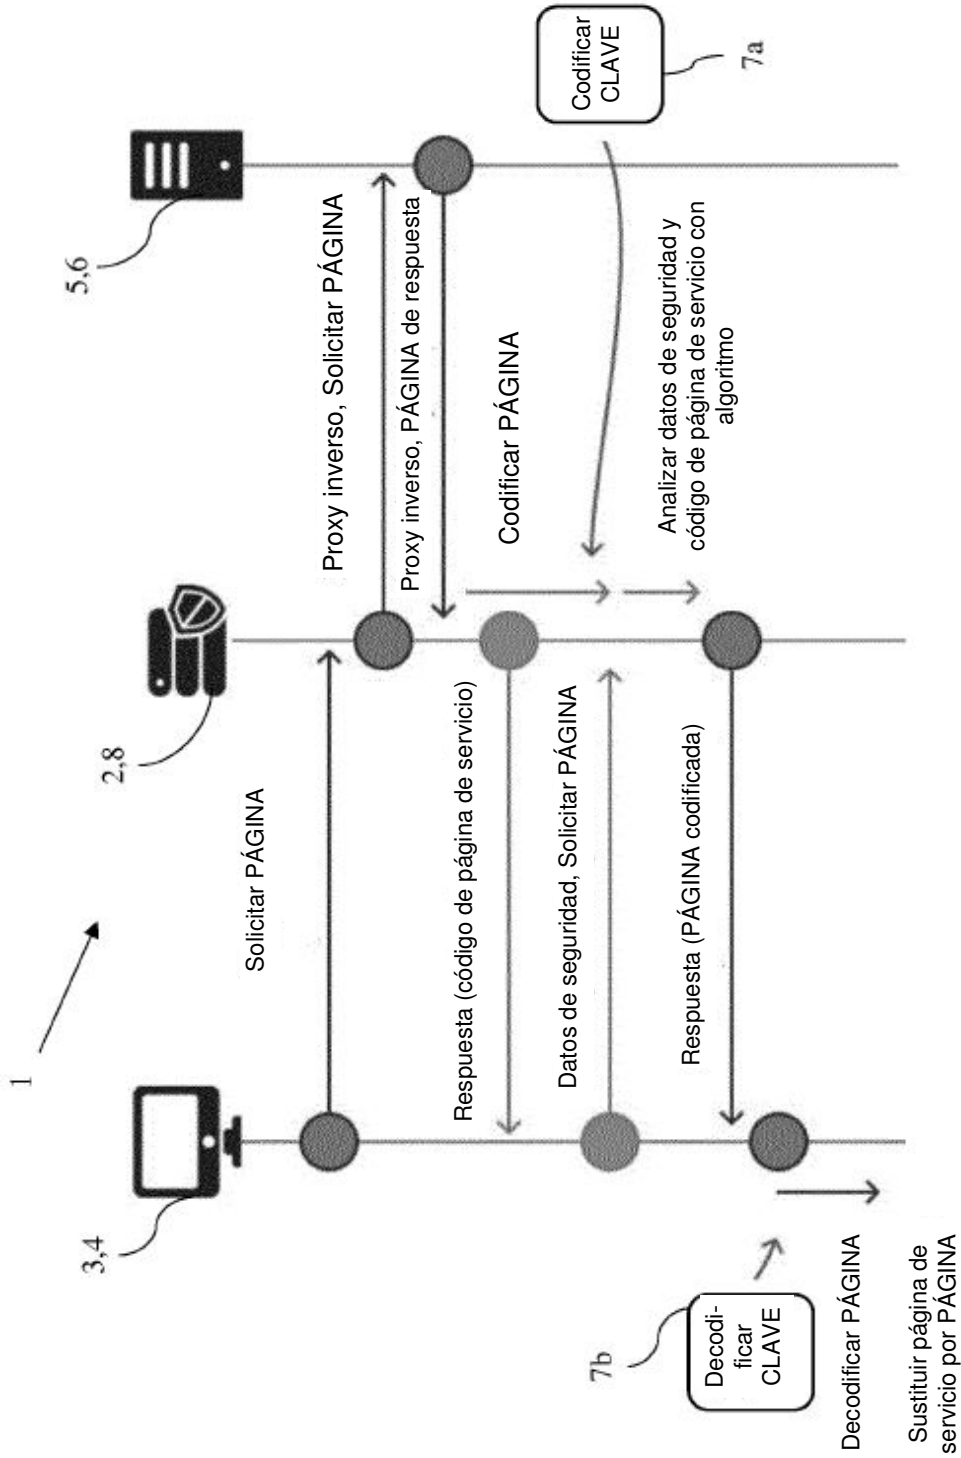 1
3,4
2,8
5,6
Solicitar PÁGINA
Proxy inverso, Solicitar PÁGINA
Proxy inverso, PÁGINA de respuesta
Respuesta (código de página de servicio)
Codificar PÁGINA
Codificar
CLAVE
7a
Datos de seguridad, Solicitar PÁGINA
Analizar datos de seguridad y
código de página de servicio con
algoritmo
Respuesta (PÁGINA codificada)
7b
Decodi-
ficar
CLAVE
Decodificar PÁGINA
Sustituir página de
servicio por PÁGINA